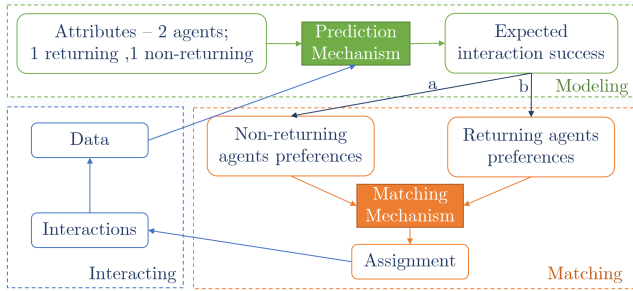 Attributes – 2 agents;
1 returning ,1 non-returning
Prediction
Mechanism
Expected
interaction success
Modeling
a
b
Data
Non-returning
agents preferences
Returning agents
preferences
Matching
Mechanism
Interactions
Assignment
Interacting
Matching